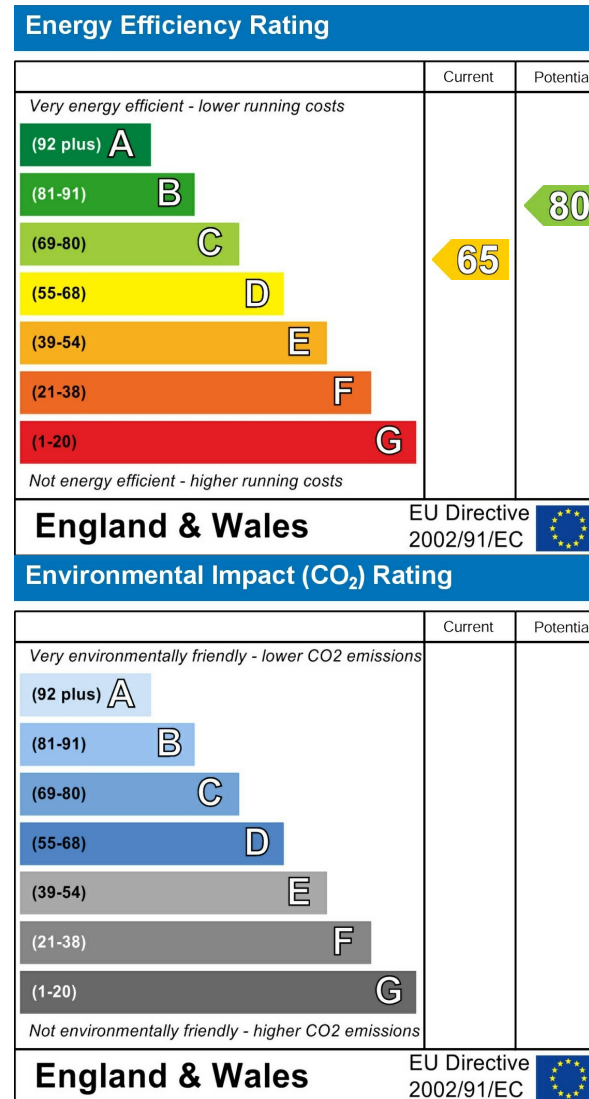 Energy Efficiency Rating
Current Potentia
Very energy efficient - lower running costs
(92 plus) A
(81-91) B
80
(69-80) C
65
(55-68) D
(39-54) E
(21-38) F
(1-20) G
Not energy efficient - higher running costs
England & Wales
EU Directive
2002/91/EC
Environmental Impact (CO₂) Rating
Current Potentia
Very environmentally friendly - lower CO2 emissions
(92 plus) A
(81-91) B
(69-80) C
(55-68) D
(39-54) E
(21-38) F
(1-20) G
Not environmentally friendly - higher CO2 emissions
England & Wales
EU Directive
2002/91/EC